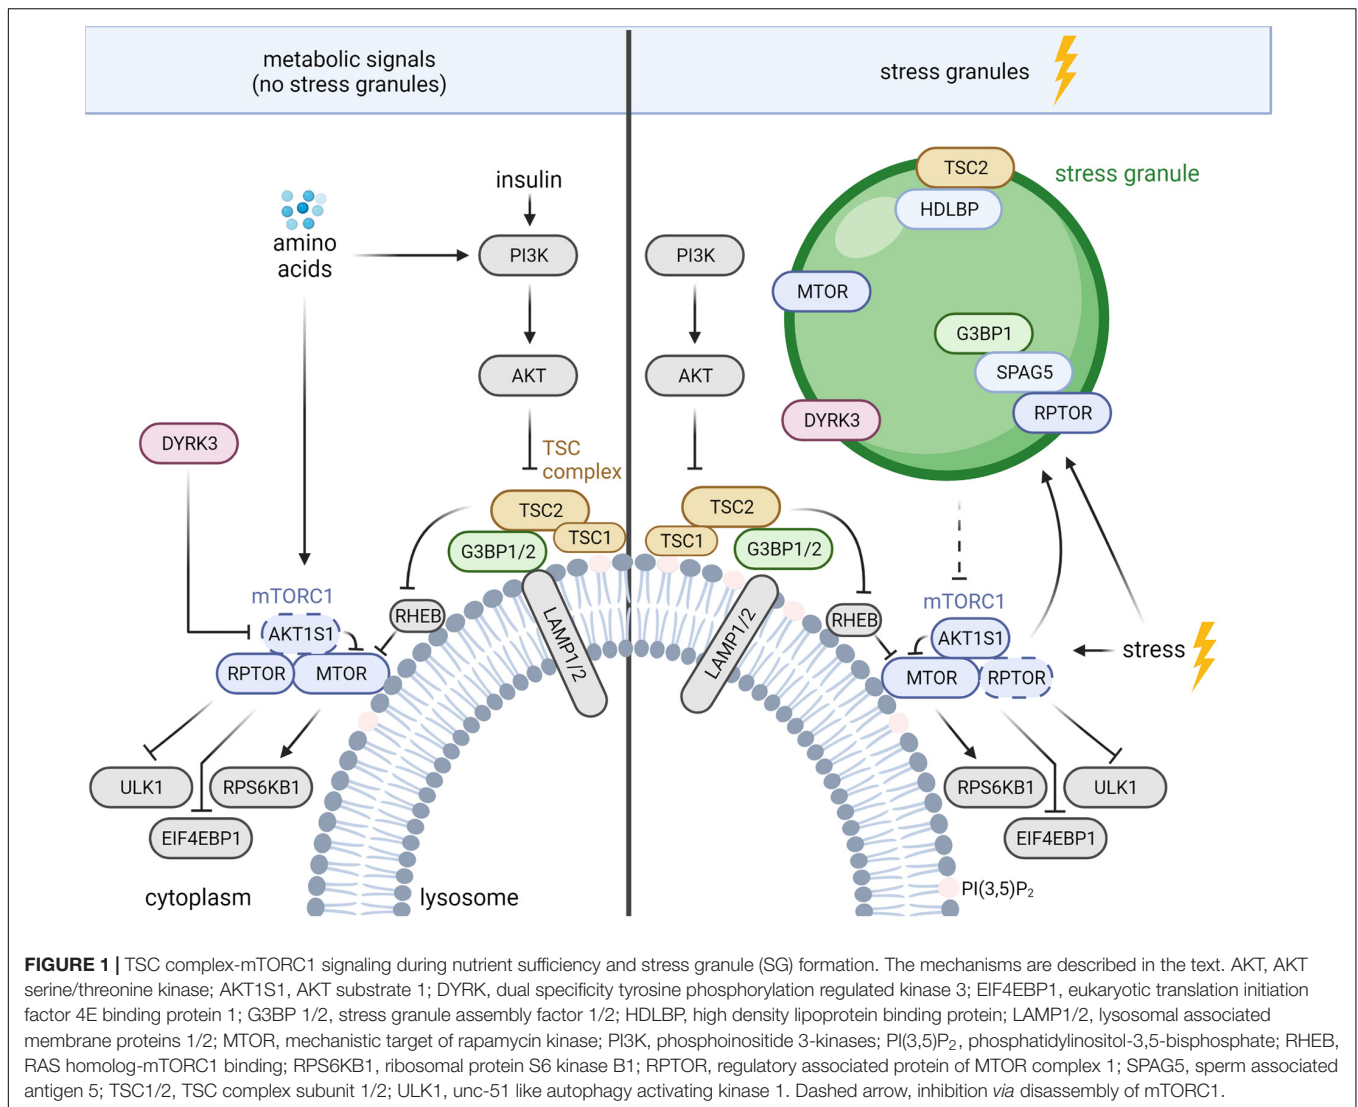 metabolic signals
(no stress granules)
stress granules
insulin
amino
acids
PI3K
AKT
DYRK3
TSC
complex
TSC2
TSC1
G3BP1/2
LAMP1/2
RHEB
mTORC1
AKT1S1
RPTOR
MTOR
ULK1
RPS6KB1
EIF4EBP1
cytoplasm
lysosome
PI3K
AKT
TSC2
HDLBP
stress granule
MTOR
G3BP1
SPAG5
RPTOR
DYRK3
TSC2
TSC1
G3BP1/2
LAMP1/2
RHEB
mTORC1
AKT1S1
MTOR
RPTOR
stress
RPS6KB1
ULK1
EIF4EBP1
PI(3,5)P₂
FIGURE 1 | TSC complex-mTORC1 signaling during nutrient sufficiency and stress granule (SG) formation. The mechanisms are described in the text. AKT, AKT
serine/threonine kinase; AKT1S1, AKT substrate 1; DYRK, dual specificity tyrosine phosphorylation regulated kinase 3; EIF4EBP1, eukaryotic translation initiation
factor 4E binding protein 1; G3BP 1/2, stress granule assembly factor 1/2; HDLBP, high density lipoprotein binding protein; LAMP1/2, lysosomal associated
membrane proteins 1/2; MTOR, mechanistic target of rapamycin kinase; PI3K, phosphoinositide 3-kinases; PI(3,5)P₂, phosphatidylinositol-3,5-bisphosphate; RHEB,
RAS homolog-mTORC1 binding; RPS6KB1, ribosomal protein S6 kinase B1; RPTOR, regulatory associated protein of MTOR complex 1; SPAG5, sperm associated
antigen 5; TSC1/2, TSC complex subunit 1/2; ULK1, unc-51 like autophagy activating kinase 1. Dashed arrow, inhibition via disassembly of mTORC1.